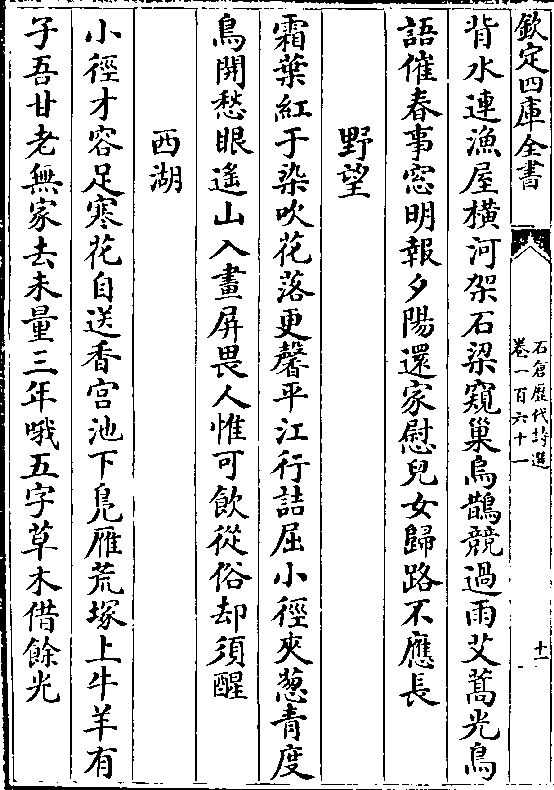 欽定四庫全書
石倉歷代詩選
卷一百六十一
十一
背水連漁屋橫河架石梁窺巢烏鵲競過雨艾蒿光鳥
語催春事窓明報夕陽還家慰兒女歸路不應長
野望
霜葉紅于染吹花落更馨平江行詰屈小徑夾葱青度
鳥開愁眼遙山入畫屏畏人惟可飲從俗却須醒
西湖
小徑才容足寒花自送香宫池下鳬雁荒塚上牛羊有
子吾甘老無家去未量三年哦五字草木借餘光